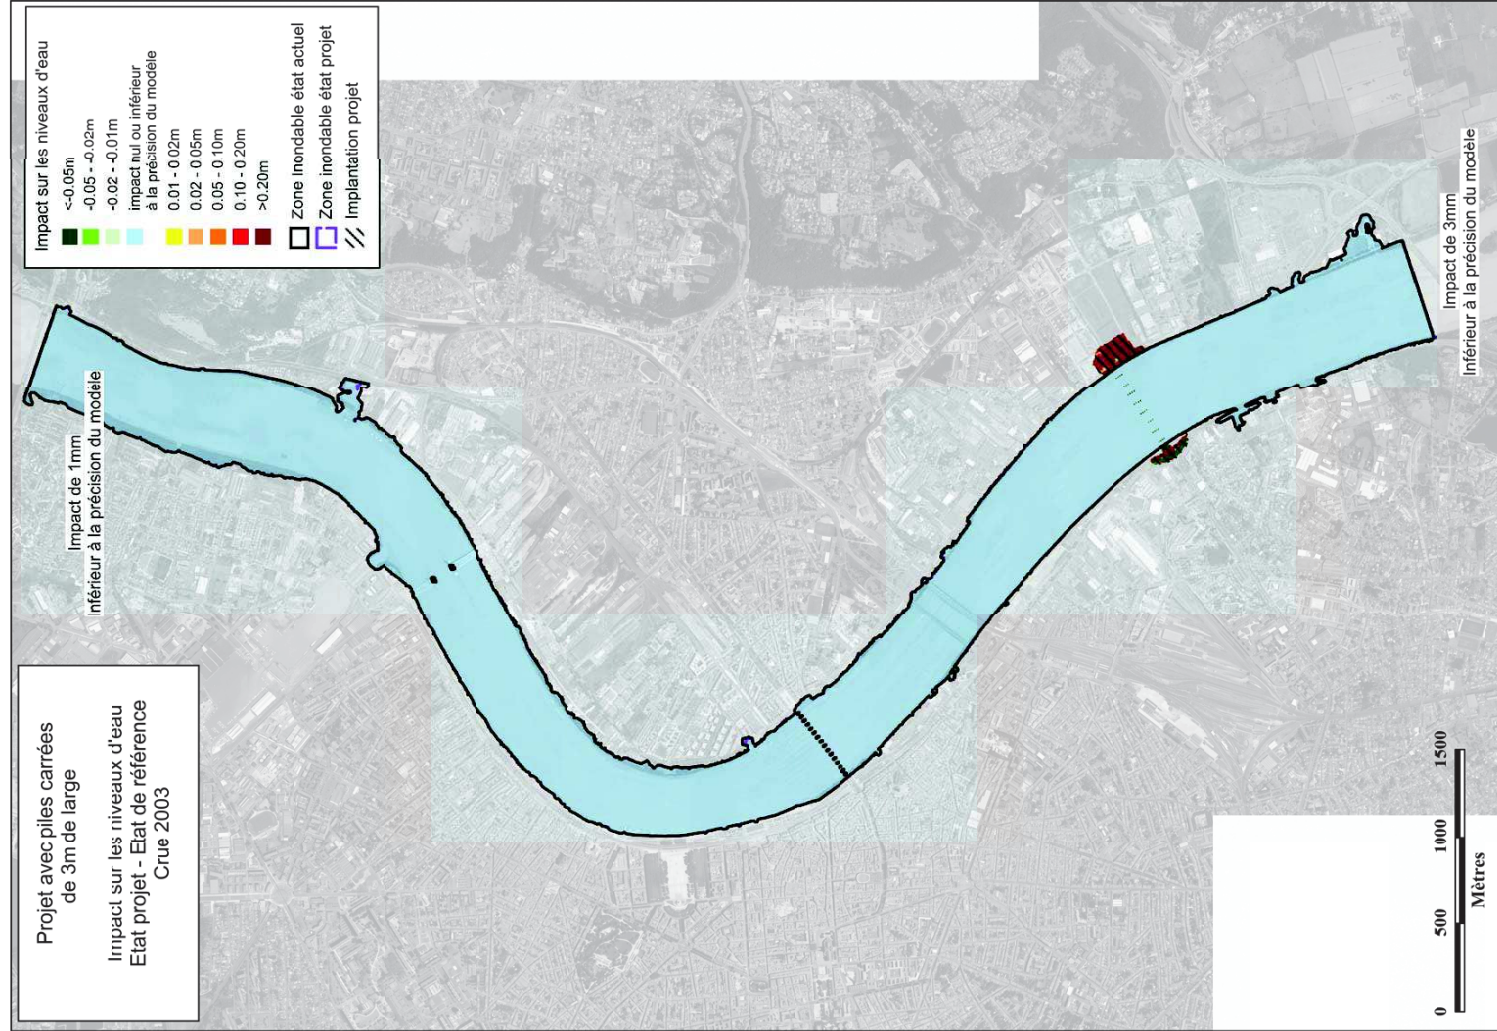 Projet avec piles carrées
de 3m de large
Impact sur les niveaux d'eau
Etat projet - Etat de référence
Crue 2003
Impact sur les niveaux d'eau
<-0.05m
-0.05 - -0.02m
-0.02 - -0.01m
impact nul ou inférieur
à la précision du modèle
0.01 - 0.02m
0.02 - 0.05m
0.05 - 0.10m
0.10 - 0.20m
>0.20m
Zone inondable état actuel
Zone inondable état projet
Implantation projet
Impact de 1mm
inférieur à la précision du modèle
Impact de 3mm
Inférieur à la précision du modèle
0 500 1000 1500
Mètres